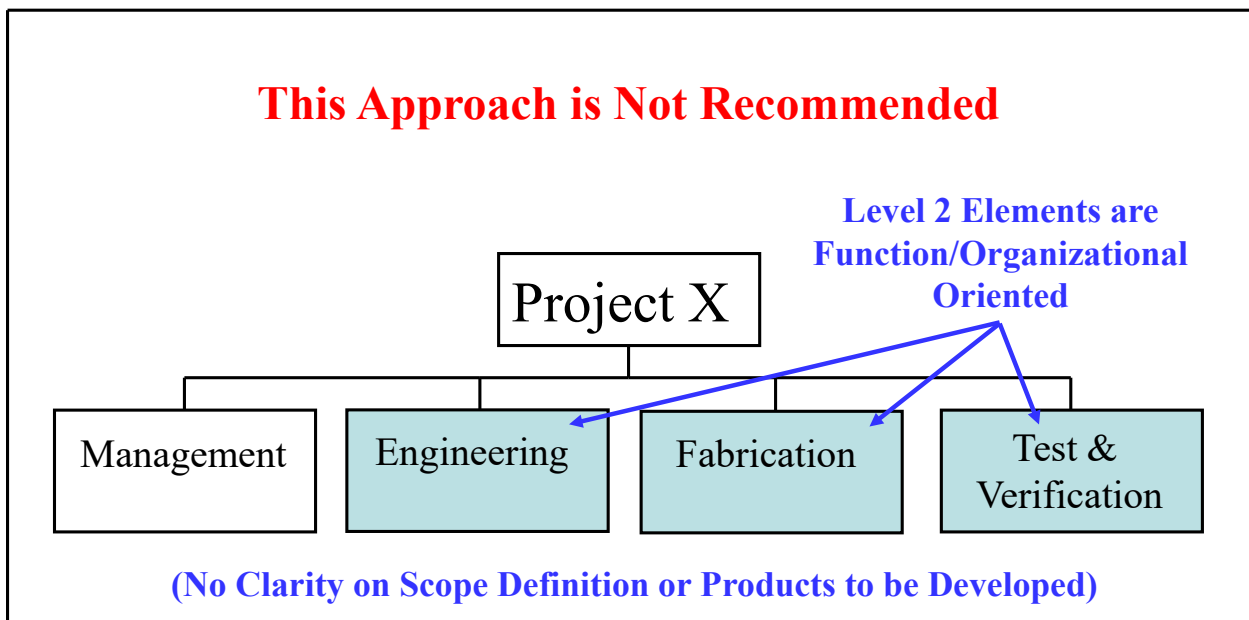 This Approach is Not Recommended
Level 2 Elements are
Function/Organizational
Oriented
Project X
Management
Engineering
Fabrication
Test &
Verification
(No Clarity on Scope Definition or Products to be Developed)